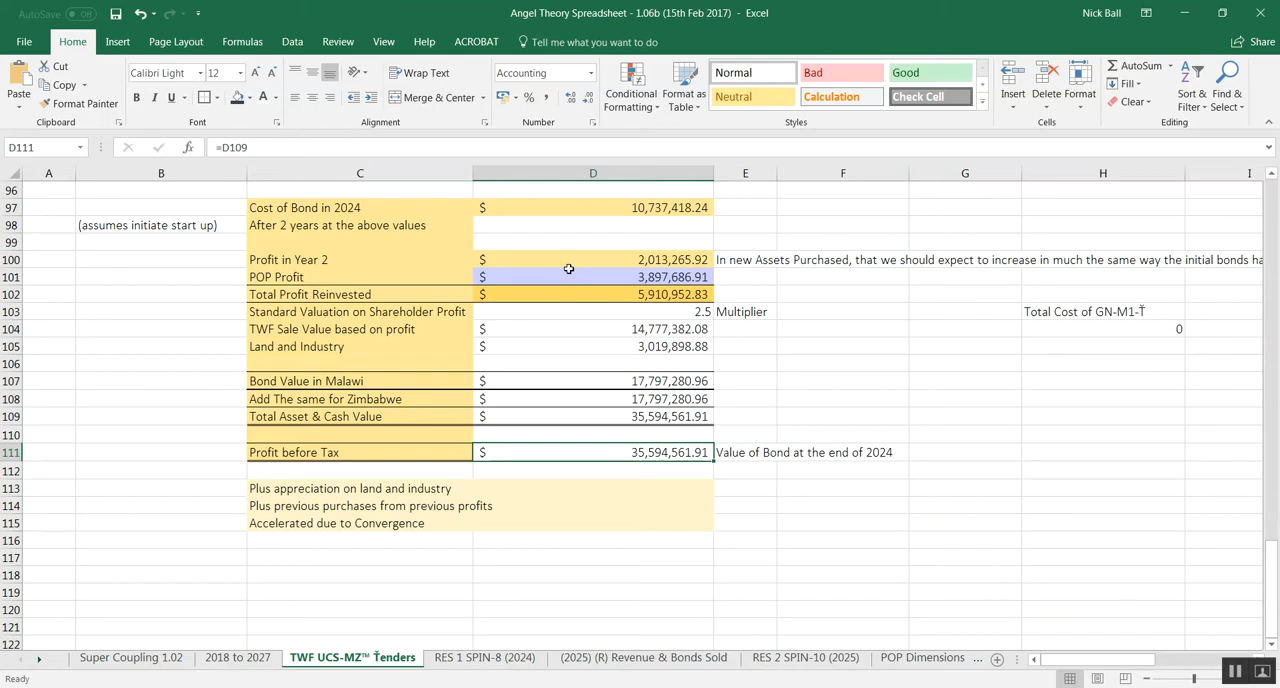 AutoSave Off
Angel Theory Spreadsheet - 1.06b (15th Feb 2017) - Excel
Nick Ball
File Home Insert Page Layout Formulas Data Review View Help ACROBAT Tell me what you want to do Share
Paste Cut Copy Format Painter Clipboard
Calibri Light 12 B I U Font
Wrap Text Merge & Center Alignment
Accounting $ % , Number
Conditional Formatting Format as Table Normal Bad Good Neutral Calculation Check Cell Styles
Insert Delete Format Cells
AutoSum Fill Clear Sort & Filter Find & Select Editing
D111 fx =D109
A B C D E F G H I
96
97 Cost of Bond in 2024 $ 10,737,418.24
98 (assumes initiate start up) After 2 years at the above values
99
100 Profit in Year 2 $ 2,013,265.92 In new Assets Purchased, that we should expect to increase in much the same way the initial bonds ha
101 POP Profit $ 3,897,686.91
102 Total Profit Reinvested $ 5,910,952.83
103 Standard Valuation on Shareholder Profit 2.5 Multiplier Total Cost of GN-M1-Ť
104 TWF Sale Value based on profit $ 14,777,382.08 0
105 Land and Industry $ 3,019,898.88
106
107 Bond Value in Malawi $ 17,797,280.96
108 Add The same for Zimbabwe $ 17,797,280.96
109 Total Asset & Cash Value $ 35,594,561.91
110
111 Profit before Tax $ 35,594,561.91 Value of Bond at the end of 2024
112
113 Plus appreciation on land and industry
114 Plus previous purchases from previous profits
115 Accelerated due to Convergence
116
117
118
119
120
121
122
Super Coupling 1.02 2018 to 2027 TWF UCS-MZ™ Ťenders RES 1 SPIN-8 (2024) (2025) (R) Revenue & Bonds Sold RES 2 SPIN-10 (2025) POP Dimensions ...
Ready